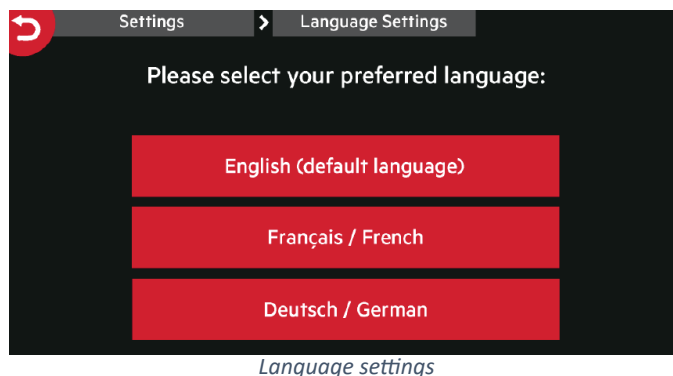 Settings > Language Settings
Please select your preferred language:
English (default language)
Français / French
Deutsch / German
Language settings